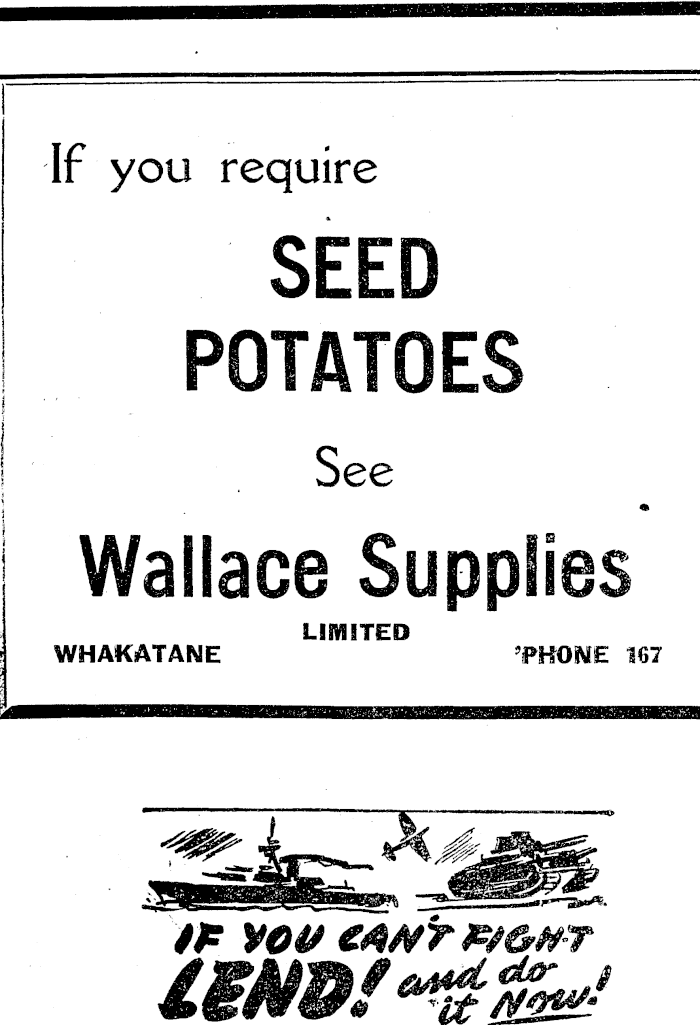 If you require
SEED
POTATOES
See
Wallace Supplies
LIMITED
WHAKATANE 'PHONE 167
IF YOU CAN'T FIGHT
LEND! and do
it NOW!